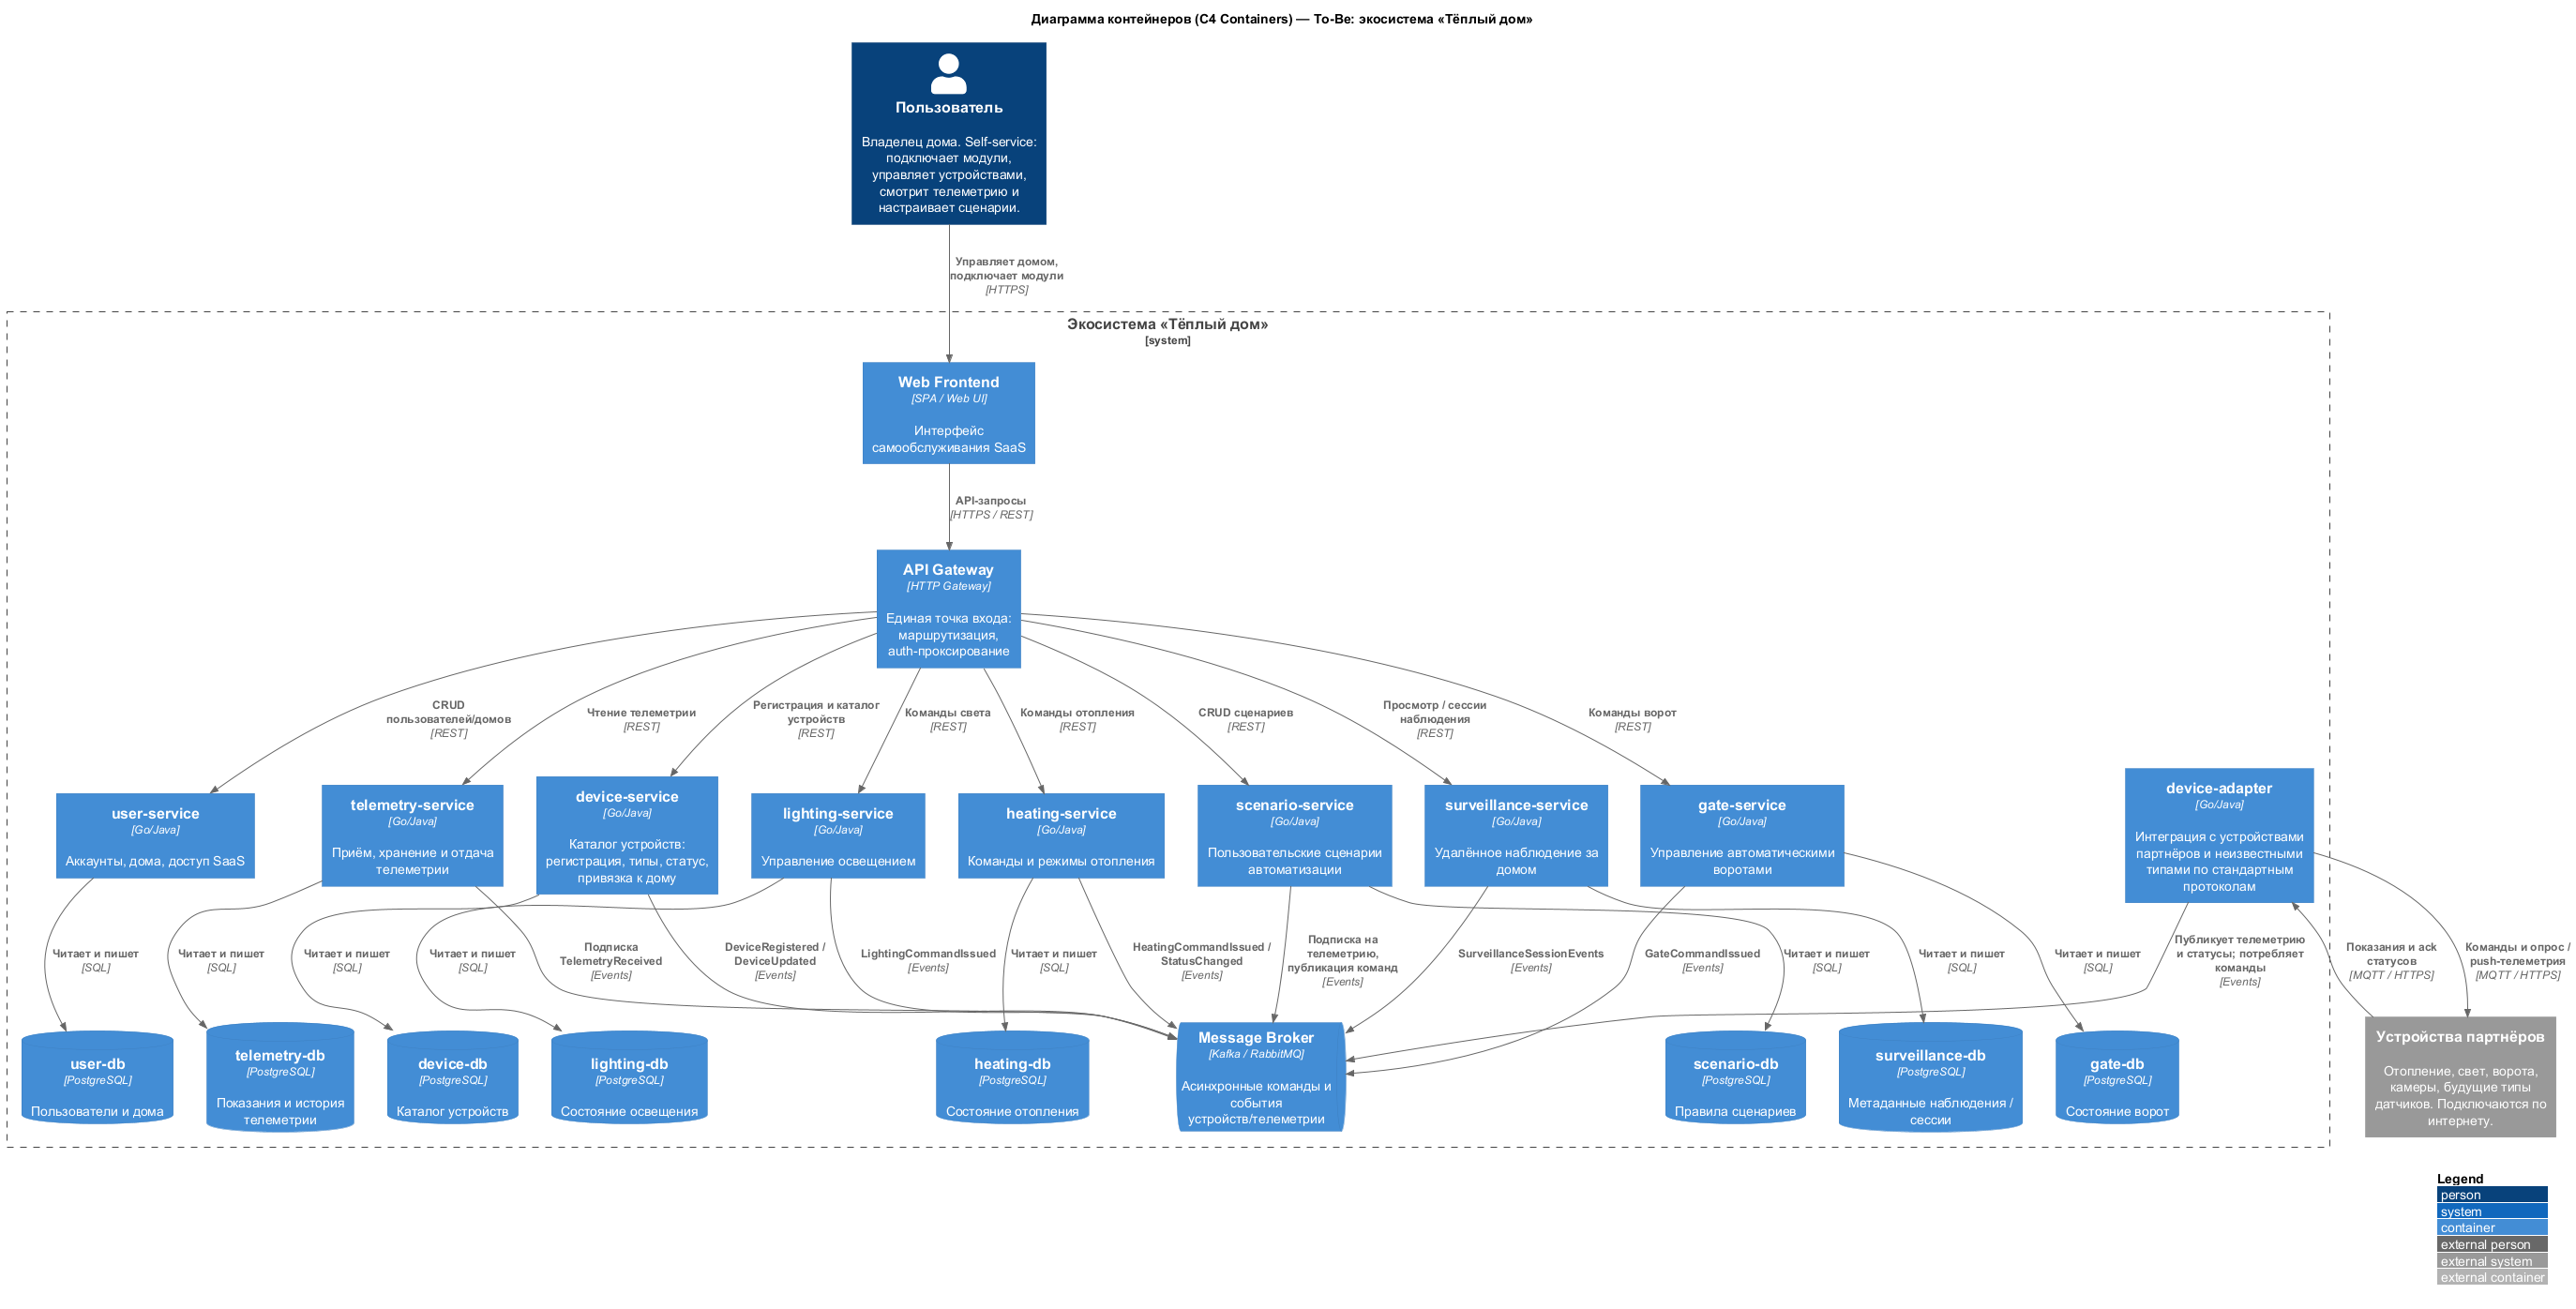 Диаграмма контейнеров (C4 Containers) — To-Be: экосистема «Тёплый дом»
Пользователь
Владелец дома. Self-service:
подключает модули,
управляет устройствами,
смотрит телеметрию и
настраивает сценарии.
Управляет домом,
подключает модули
[HTTPS]
Экосистема «Тёплый дом»
[system]
Web Frontend
[SPA / Web UI]
Интерфейс
самообслуживания SaaS
API-запросы
[HTTPS / REST]
API Gateway
[HTTP Gateway]
Единая точка входа:
маршрутизация,
auth-проксирование
CRUD
пользователей/домов
[REST]
Чтение телеметрии
[REST]
Регистрация и каталог
устройств
[REST]
Команды света
[REST]
Команды отопления
[REST]
CRUD сценариев
[REST]
Просмотр / сессии
наблюдения
[REST]
Команды ворот
[REST]
user-service
[Go/Java]
Аккаунты, дома, доступ SaaS
telemetry-service
[Go/Java]
Приём, хранение и отдача
телеметрии
device-service
[Go/Java]
Каталог устройств:
регистрация, типы, статус,
привязка к дому
lighting-service
[Go/Java]
Управление освещением
heating-service
[Go/Java]
Команды и режимы отопления
scenario-service
[Go/Java]
Пользовательские сценарии
автоматизации
surveillance-service
[Go/Java]
Удалённое наблюдение за
домом
gate-service
[Go/Java]
Управление автоматическими
воротами
device-adapter
[Go/Java]
Интеграция с устройствами
партнёров и неизвестными
типами по стандартным
протоколам
Читает и пишет
[SQL]
Читает и пишет
[SQL]
Читает и пишет
[SQL]
Читает и пишет
[SQL]
Подписка
TelemetryReceived
[Events]
DeviceRegistered /
DeviceUpdated
[Events]
LightingCommandIssued
[Events]
Читает и пишет
[SQL]
HeatingCommandIssued /
StatusChanged
[Events]
Подписка на
телеметрию,
публикация команд
[Events]
SurveillanceSessionEvents
[Events]
GateCommandIssued
[Events]
Читает и пишет
[SQL]
Читает и пишет
[SQL]
Читает и пишет
[SQL]
Публикует телеметрию
и статусы; потребляет
команды
[Events]
Показания и ack
статусов
[MQTT / HTTPS]
Команды и опрос /
push-телеметрия
[MQTT / HTTPS]
user-db
[PostgreSQL]
Пользователи и дома
telemetry-db
[PostgreSQL]
Показания и история
телеметрии
device-db
[PostgreSQL]
Каталог устройств
lighting-db
[PostgreSQL]
Состояние освещения
heating-db
[PostgreSQL]
Состояние отопления
Message Broker
[Kafka / RabbitMQ]
Асинхронные команды и
события
устройств/телеметрии
scenario-db
[PostgreSQL]
Правила сценариев
surveillance-db
[PostgreSQL]
Метаданные наблюдения /
сессии
gate-db
[PostgreSQL]
Состояние ворот
Устройства партнёров
Отопление, свет, ворота,
камеры, будущие типы
датчиков. Подключаются по
интернету.
Legend
person
system
container
external person
external system
external container